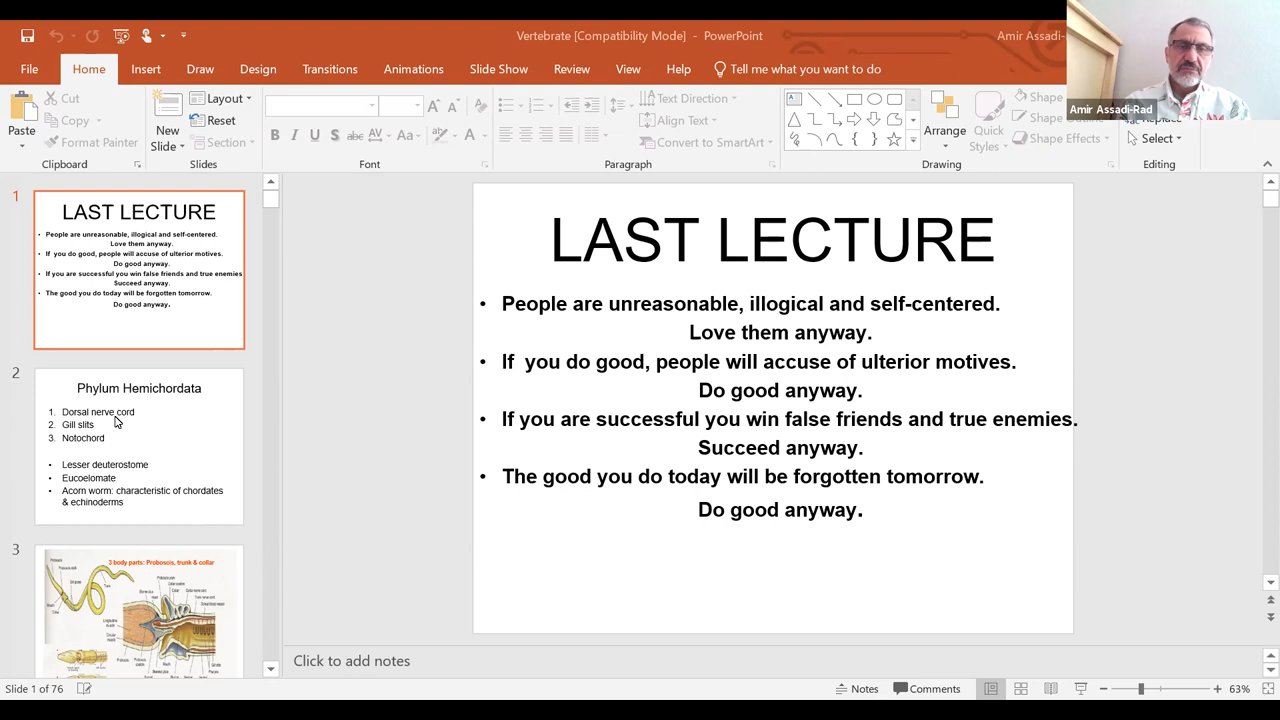 Vertebrate [Compatibility Mode] - PowerPoint
Amir Assadi-
File
Home
Insert
Draw
Design
Transitions
Animations
Slide Show
Review
View
Help
Tell me what you want to do
Amir Assadi-Rad
Paste
Cut
Copy
Format Painter
Clipboard
New Slide
Layout
Reset
Section
Slides
Font
Text Direction
Align Text
Convert to SmartArt
Paragraph
Arrange
Quick Styles
Shape
Shape
Shape Effects
Drawing
Replace
Select
Editing
1
LAST LECTURE
• People are unreasonable, illogical and self-centered.
Love them anyway.
• If you do good, people will accuse of ulterior motives.
Do good anyway.
• If you are successful you win false friends and true enemies
Succeed anyway.
• The good you do today will be forgotten tomorrow.
Do good anyway.
2
Phylum Hemichordata
1. Dorsal nerve cord
2. Gill slits
3. Notochord
• Lesser deuterostome
• Eucoelomate
• Acorn worm: characteristic of chordates
& echinoderms
3
3 body parts: Proboscis, trunk & collar
LAST LECTURE
• People are unreasonable, illogical and self-centered.
Love them anyway.
• If you do good, people will accuse of ulterior motives.
Do good anyway.
• If you are successful you win false friends and true enemies.
Succeed anyway.
• The good you do today will be forgotten tomorrow.
Do good anyway.
Click to add notes
Slide 1 of 76
Notes
Comments
63%